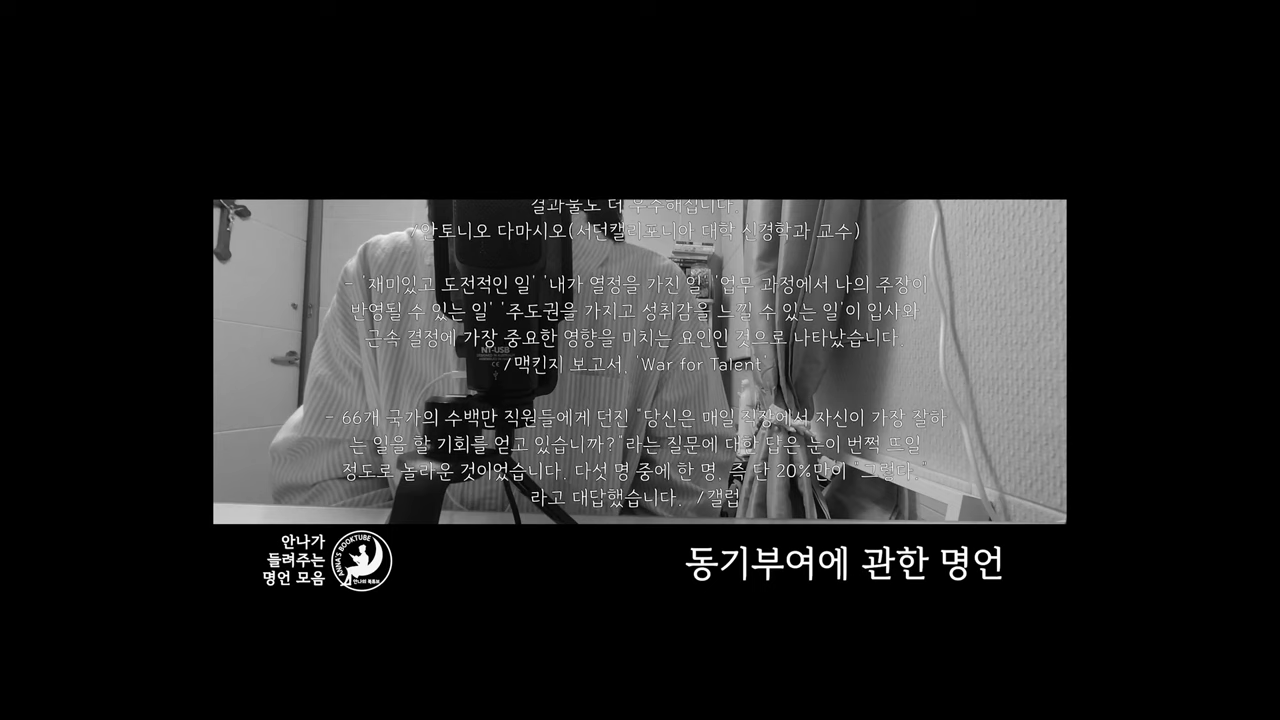 결과물도 더 우수해집니다.
/안토니오 다마시오(서던캘리포니아 대학 신경학과 교수)
- '재미있고 도전적인 일' '내가 열정을 가진 일' '업무 과정에서 나의 주장이
반영될 수 있는 일' '주도권을 가지고 성취감을 느낄 수 있는 일'이 입사와
근속 결정에 가장 중요한 영향을 미치는 요인인 것으로 나타났습니다.
/맥킨지 보고서, 'War for Talent'
- 66개 국가의 수백만 직원들에게 던진 "당신은 매일 직장에서 자신이 가장 잘하
는 일을 할 기회를 얻고 있습니까?"라는 질문에 대한 답은 눈이 번쩍 뜨일
정도로 놀라운 것이었습니다. 다섯 명 중에 한 명, 즉 단 20%만이 "그렇다."
라고 대답했습니다. /갤럽
NT-USB
안나가
들려주는
명언 모음
ANNA'S BOOKTUBE
동기부여에 관한 명언